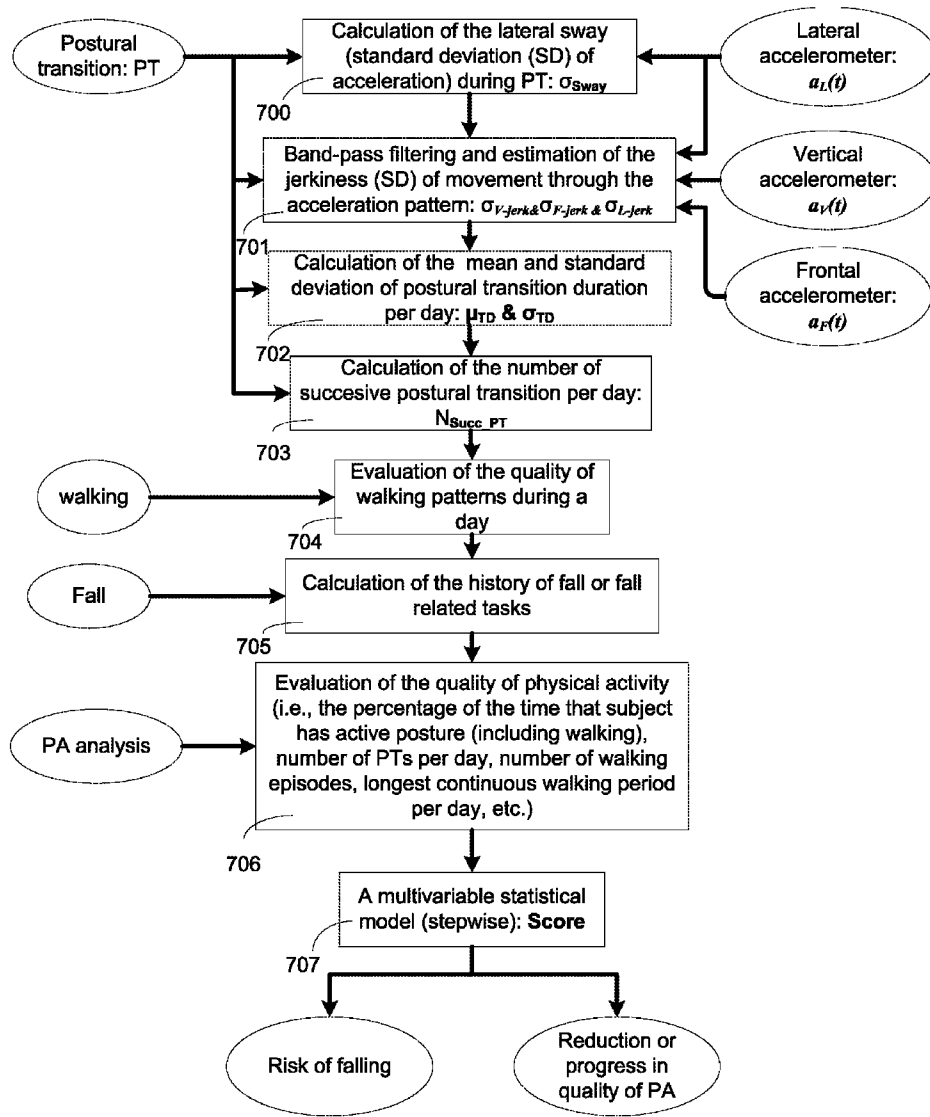 Postural
transition: PT
Calculation of the lateral sway
(standard deviation (SD) of
acceleration) during PT: σSway
700
Lateral
accelerometer:
aL(t)
Band-pass filtering and estimation of the
jerkiness (SD) of movement through the
acceleration pattern: σV-jerk&σF-jerk & σL-jerk
701
Vertical
accelerometer:
aV(t)
Calculation of the mean and standard
deviation of postural transition duration
per day: μTD & σTD
702
Frontal
accelerometer:
aF(t)
Calculation of the number of
succesive postural transition per day:
NSucc_PT
703
walking
Evaluation of the quality of
walking patterns during a
day
704
Fall
Calculation of the history of fall or fall
related tasks
705
PA analysis
Evaluation of the quality of physical activity
(i.e., the percentage of the time that subject
has active posture (including walking),
number of PTs per day, number of walking
episodes, longest continuous walking period
per day, etc.)
706
A multivariable statistical
model (stepwise): Score
707
Risk of falling
Reduction or
progress in
quality of PA